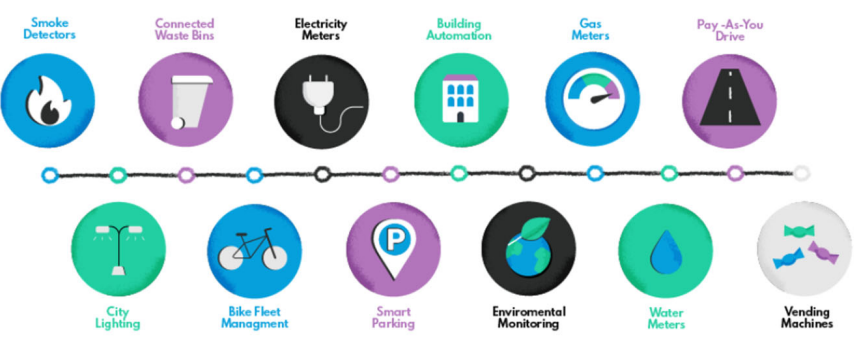 Smoke
Detectors
Connected
Waste Bins
Electricity
Meters
Building
Automation
Gas
Meters
Pay -As-You
Drive
P
City
Lighting
Bike Fleet
Managment
Smart
Parking
Enviromental
Monitoring
Water
Meters
Vending
Machines